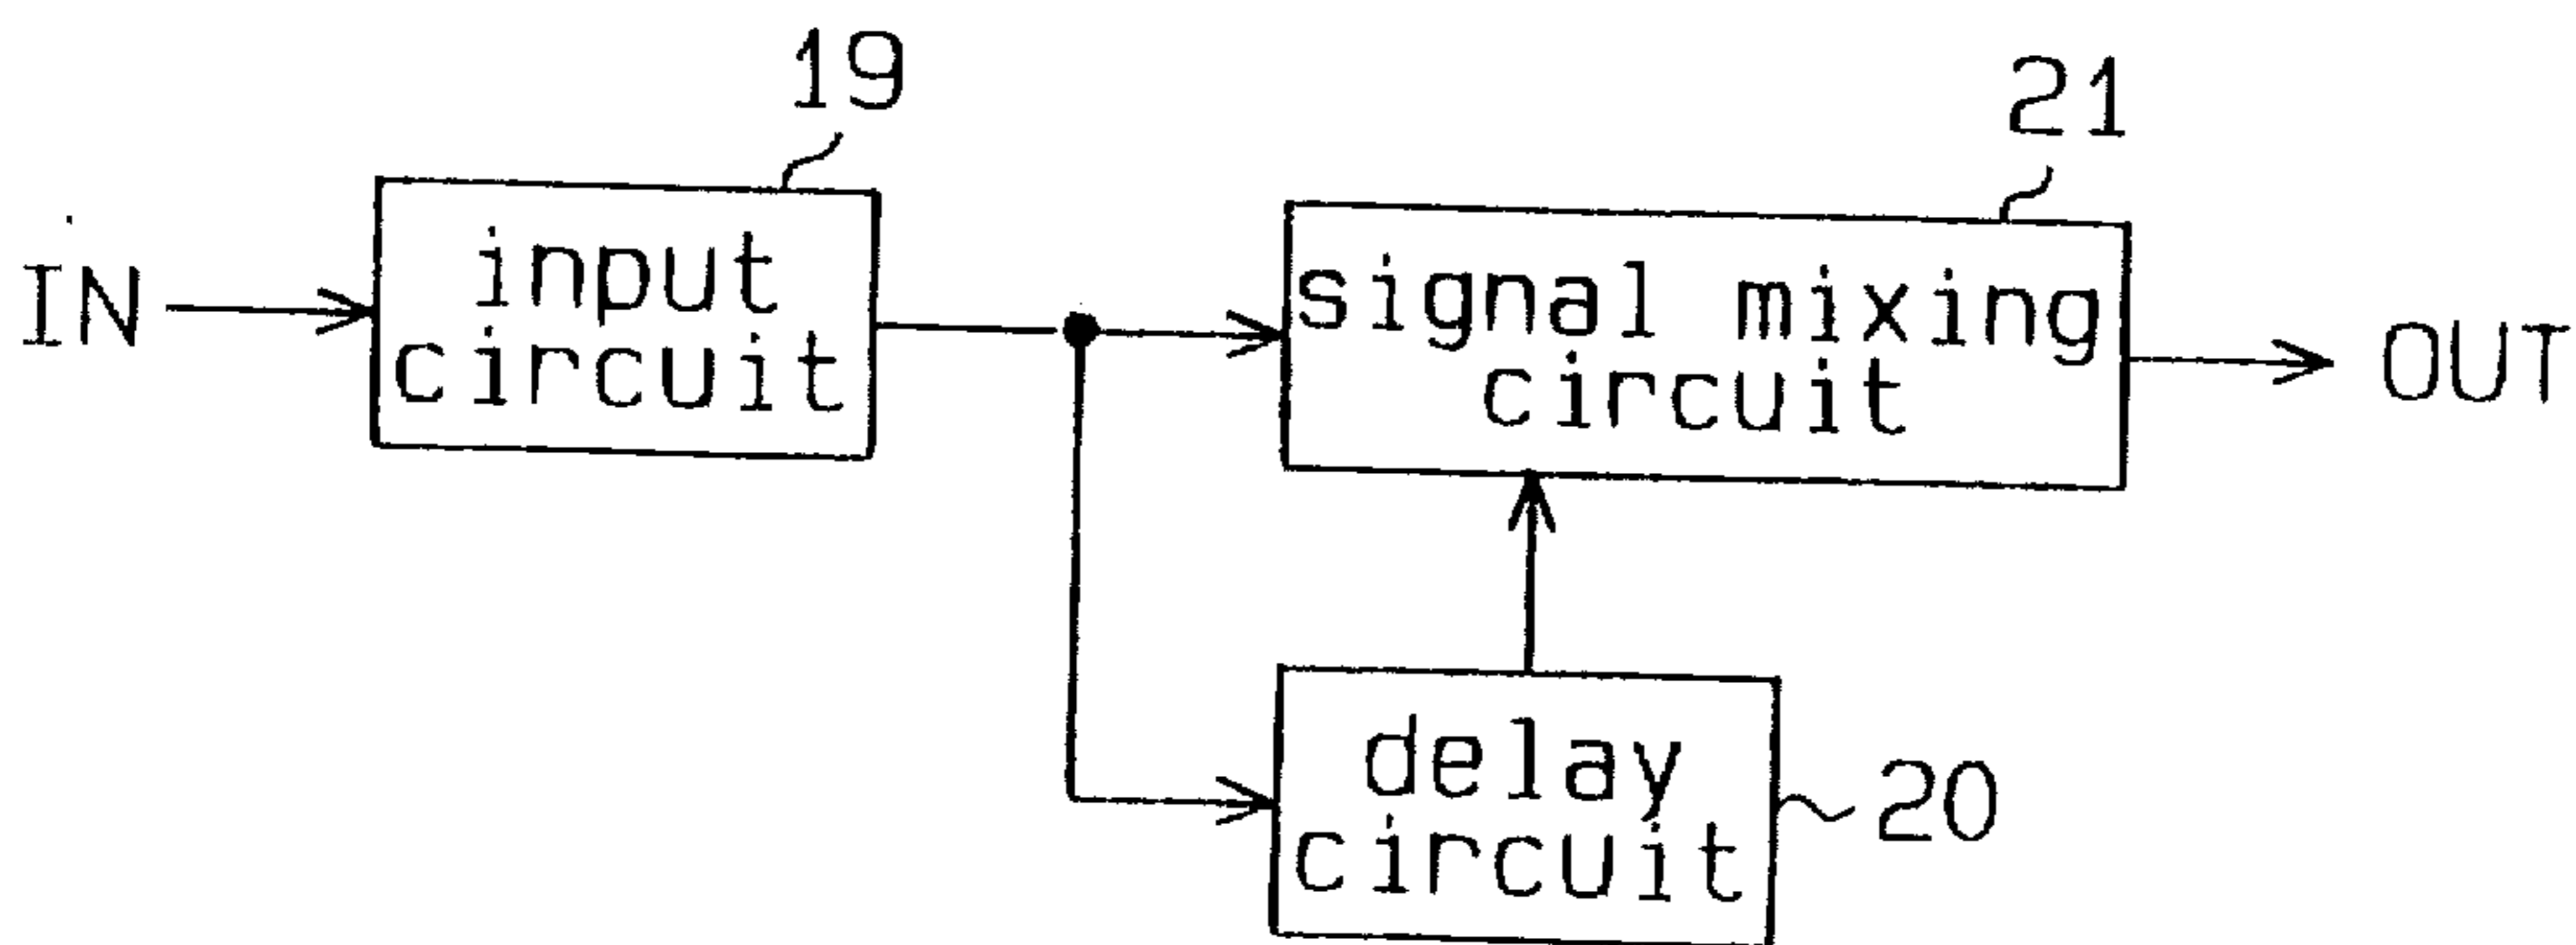 19
21
IN
input
circuit
signal mixing
circuit
OUT
delay
circuit
20